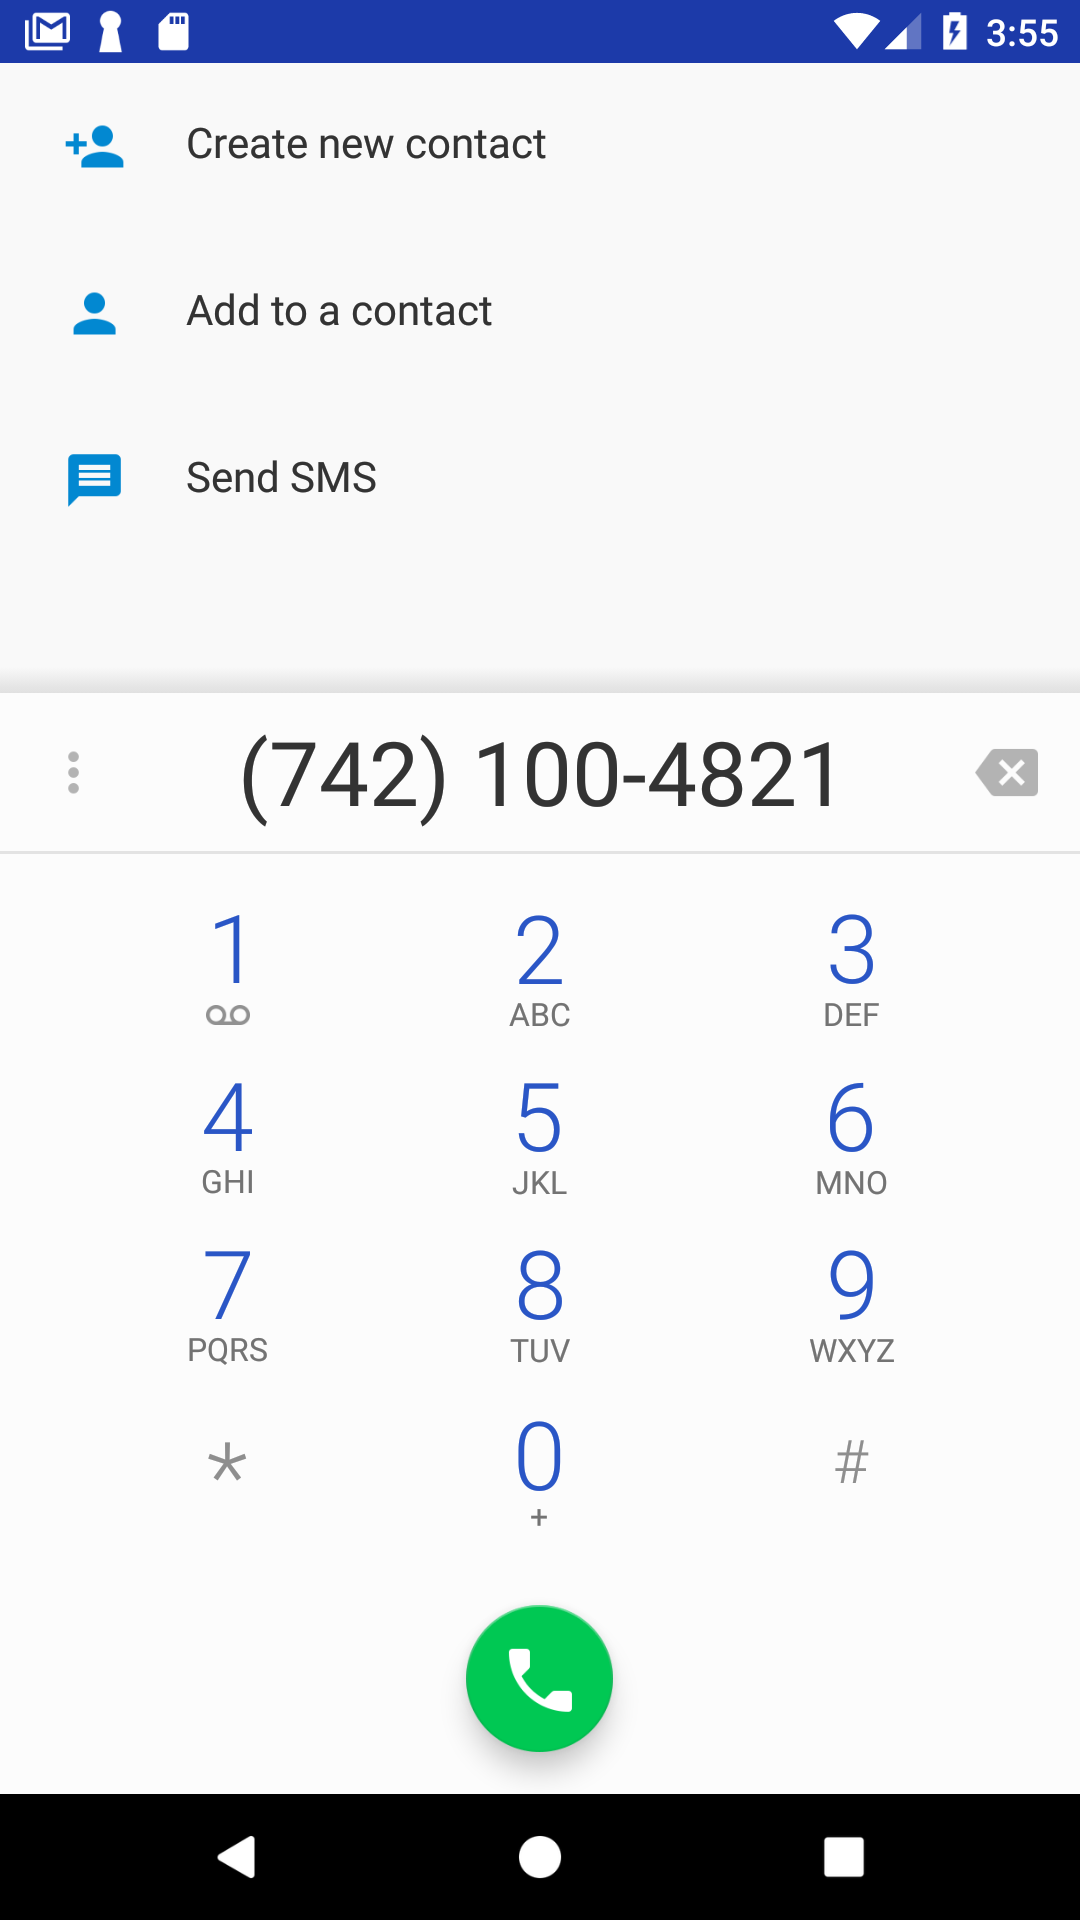 3:55
Create new contact
Add to a contact
Send SMS
(742) 100-4821
1 2 3
ABC DEF
4 5 6
GHI JKL MNO
7 8 9
PQRS TUV WXYZ
* 0 #
+